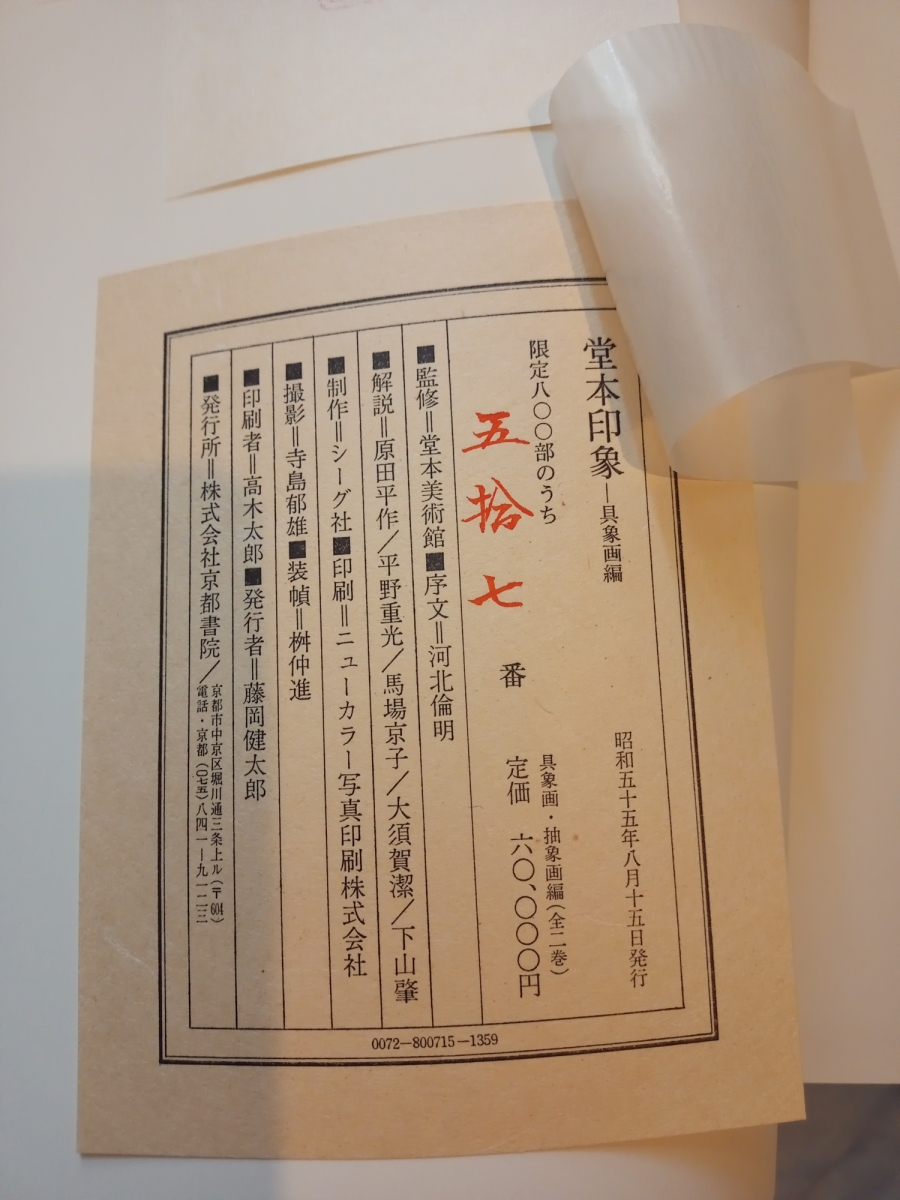 堂本印象―具象画編
昭和五十五年八月十五日発行
限定八〇〇部のうち
五拾七番
具象画・抽象画編(全二巻)
定価 六〇、〇〇〇円
■監修=堂本美術館■序文=河北倫明
■解説=原田平作/平野重光/馬場京子/大須賀潔/下山肇
■制作=シーグ社■印刷=ニューカラー写真印刷株式会社
■撮影=寺島郁雄■装幀=桝仲進
■印刷者=高木太郎■発行者=藤岡健太郎
■発行所=株式会社京都書院/京都市中京区堀川通三条上ル(〒604)
電話・京都(〇七五)八四一―九一二三
0072―800715―1359